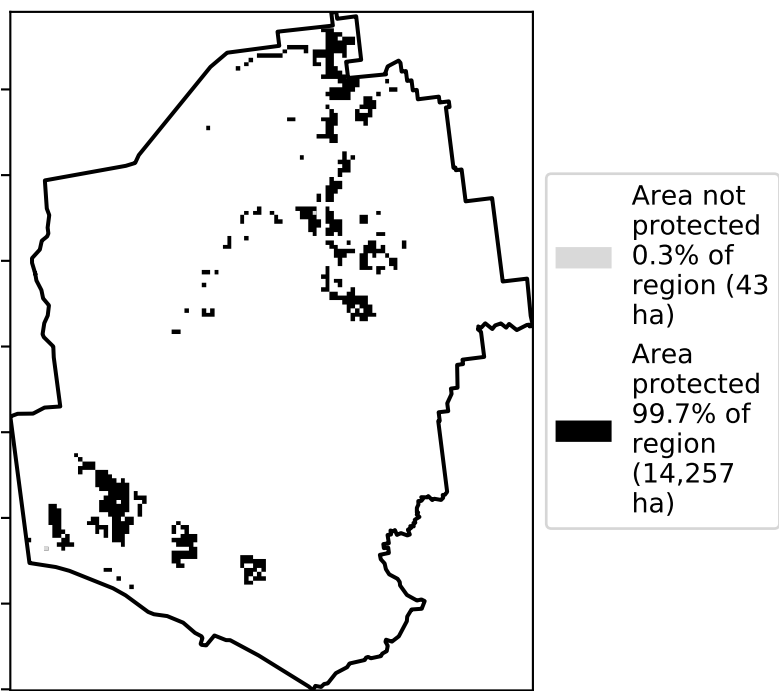 Area not
protected
0.3% of
region (43
ha)
Area
protected
99.7% of
region
(14,257
ha)